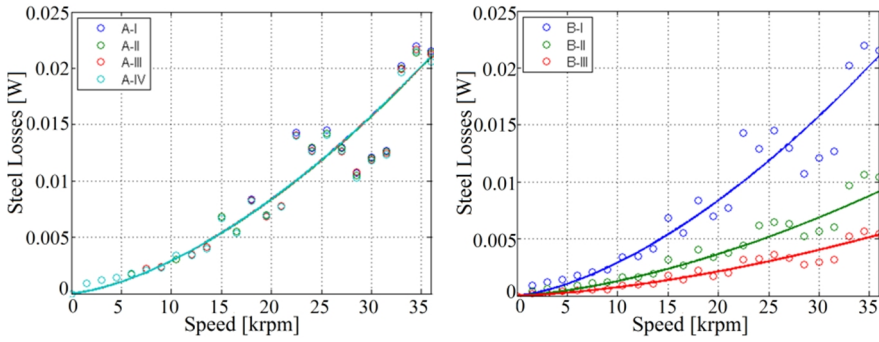 Steel Losses [W]
0.025
0.02
0.015
0.01
0.005
0
A-I
A-II
A-III
A-IV
0 5 10 15 20 25 30 35
Speed [krpm]
Steel Losses [W]
0.025
0.02
0.015
0.01
0.005
0
B-I
B-II
B-III
0 5 10 15 20 25 30 35
Speed [krpm]